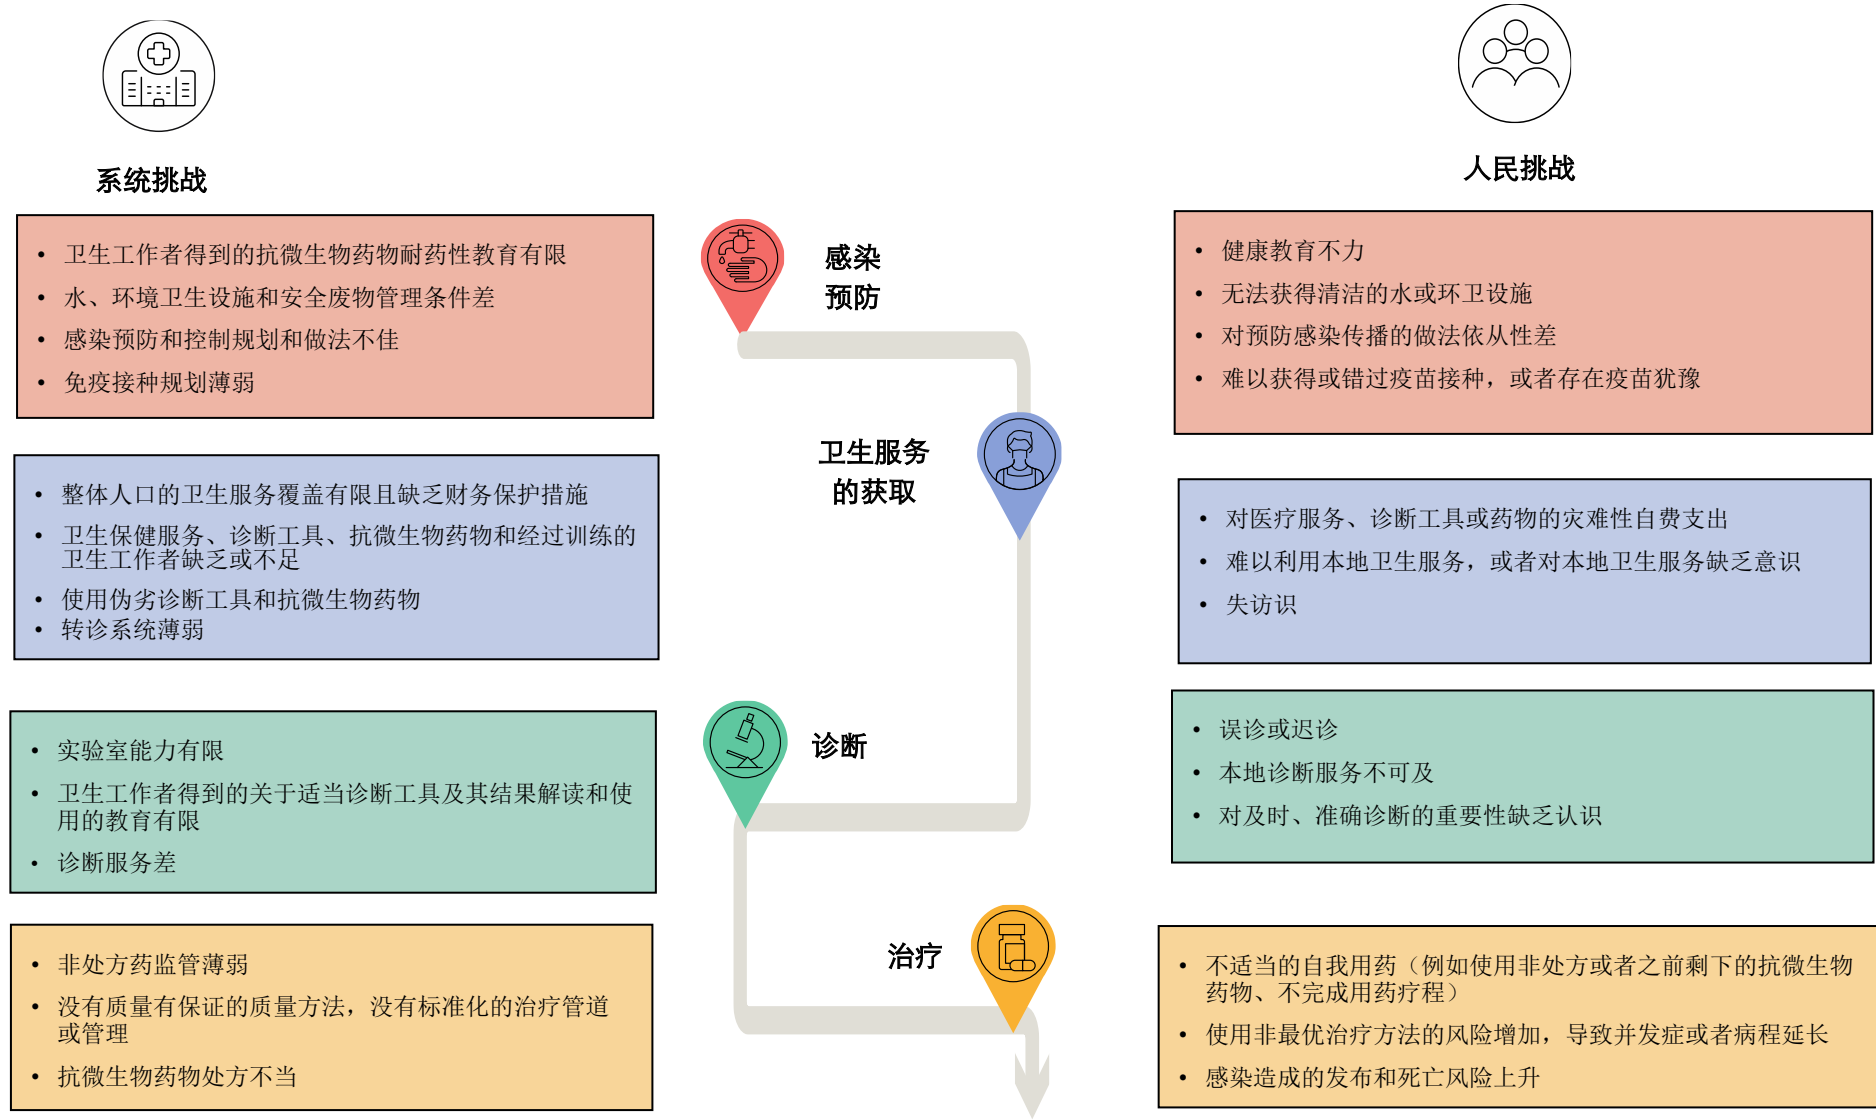 系统挑战
人民挑战
• 卫生工作者得到的抗微生物药物耐药性教育有限
• 水、环境卫生设施和安全废物管理条件差
• 感染预防和控制规划和做法不佳
• 免疫接种规划薄弱
感染
预防
• 健康教育不力
• 无法获得清洁的水或环卫设施
• 对预防感染传播的做法依从性差
• 难以获得或错过疫苗接种，或者存在疫苗犹豫
• 整体人口的卫生服务覆盖有限且缺乏财务保护措施
• 卫生保健服务、诊断工具、抗微生物药物和经过训练的
卫生工作者缺乏或不足
• 使用伪劣诊断工具和抗微生物药物
• 转诊系统薄弱
卫生服务
的获取
• 对医疗服务、诊断工具或药物的灾难性自费支出
• 难以利用本地卫生服务，或者对本地卫生服务缺乏意识
• 失访识
• 实验室能力有限
• 卫生工作者得到的关于适当诊断工具及其结果解读和使
用的教育有限
• 诊断服务差
诊断
• 误诊或迟诊
• 本地诊断服务不可及
• 对及时、准确诊断的重要性缺乏认识
• 非处方药监管薄弱
• 没有质量有保证的质量方法，没有标准化的治疗管道
或管理
• 抗微生物药物处方不当
治疗
• 不适当的自我用药（例如使用非处方或者之前剩下的抗微生物
药物、不完成用药疗程）
• 使用非最优治疗方法的风险增加，导致并发症或者病程延长
• 感染造成的发布和死亡风险上升